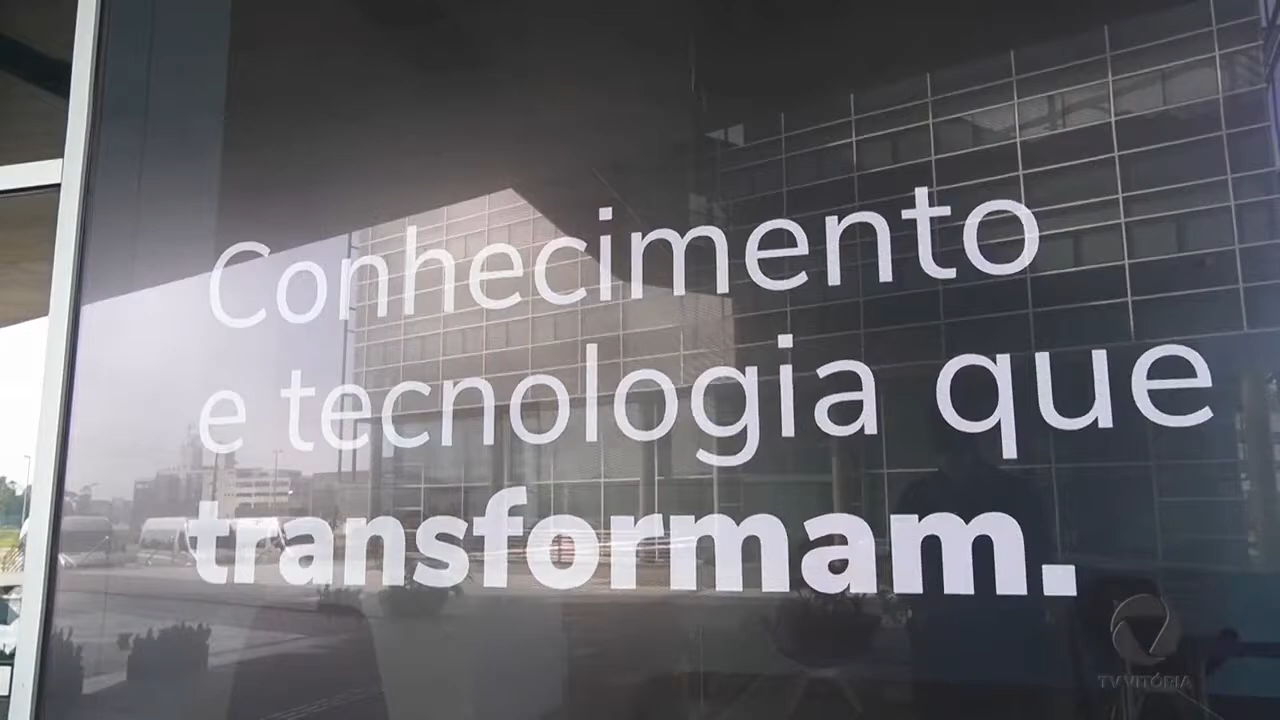 Conhecimento
e tecnologia que
transformam.
TV VITÓRIA